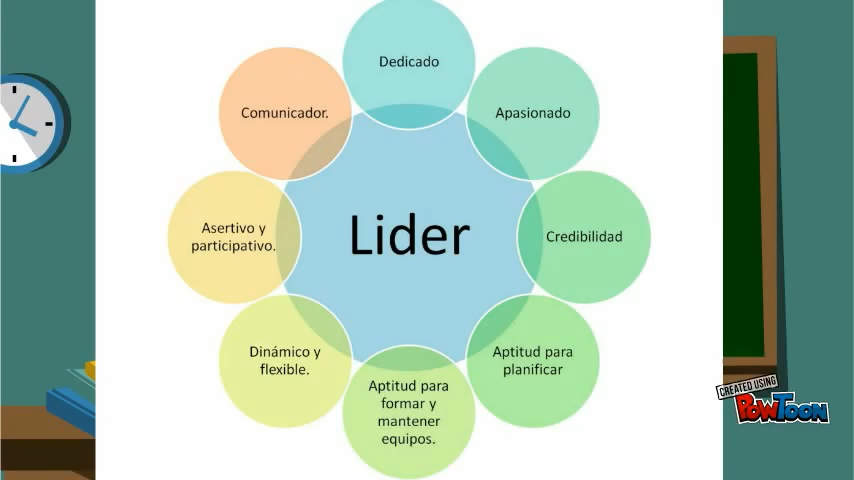 Dedicado
Apasionado
Credibilidad
Aptitud para
planificar
Aptitud para
formar y
mantener
equipos.
Dinámico y
flexible.
Asertivo y
participativo.
Comunicador.
Lider
CREATED USING
POWTOON